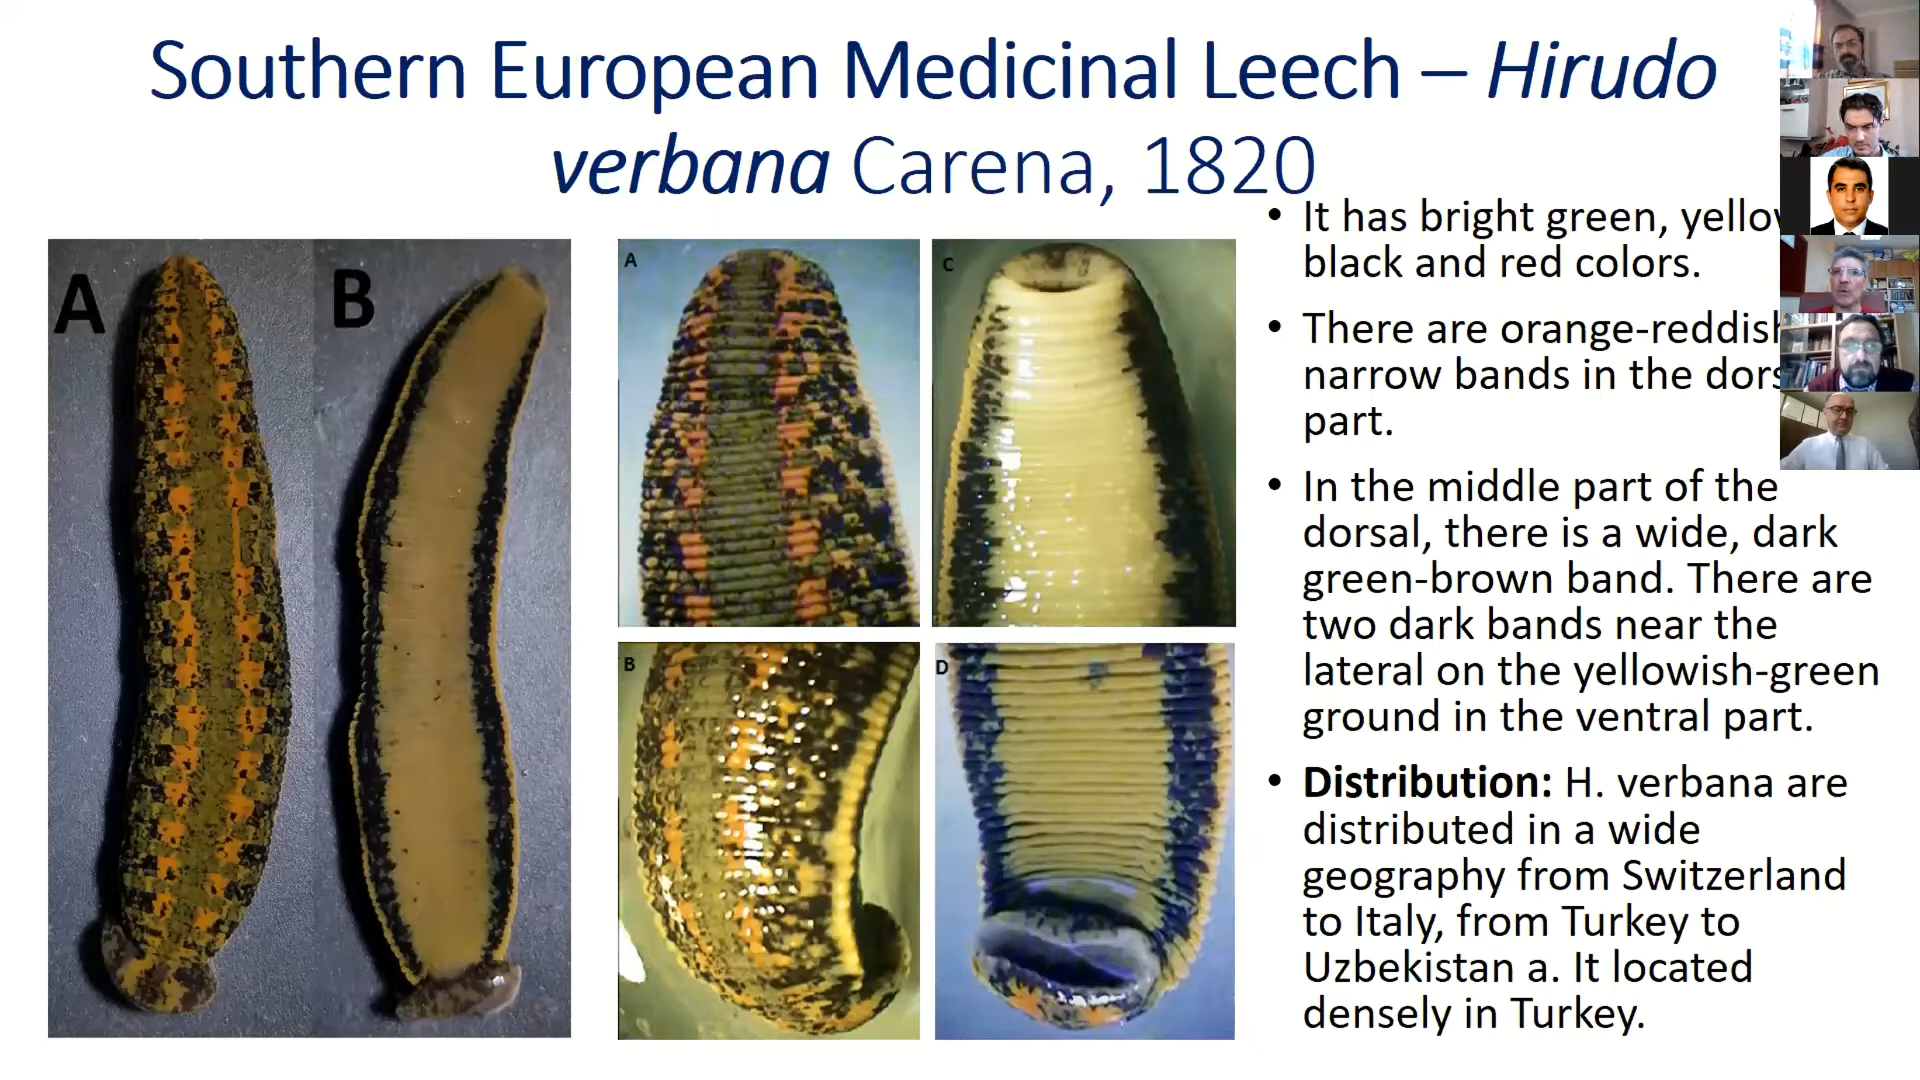 Southern European Medicinal Leech – Hirudo
verbana Carena, 1820
A
B
A
C
B
D
• It has bright green, yellow
black and red colors.
• There are orange-reddish
narrow bands in the dors
part.
• In the middle part of the
dorsal, there is a wide, dark
green-brown band. There are
two dark bands near the
lateral on the yellowish-green
ground in the ventral part.
• Distribution: H. verbana are
distributed in a wide
geography from Switzerland
to Italy, from Turkey to
Uzbekistan a. It located
densely in Turkey.